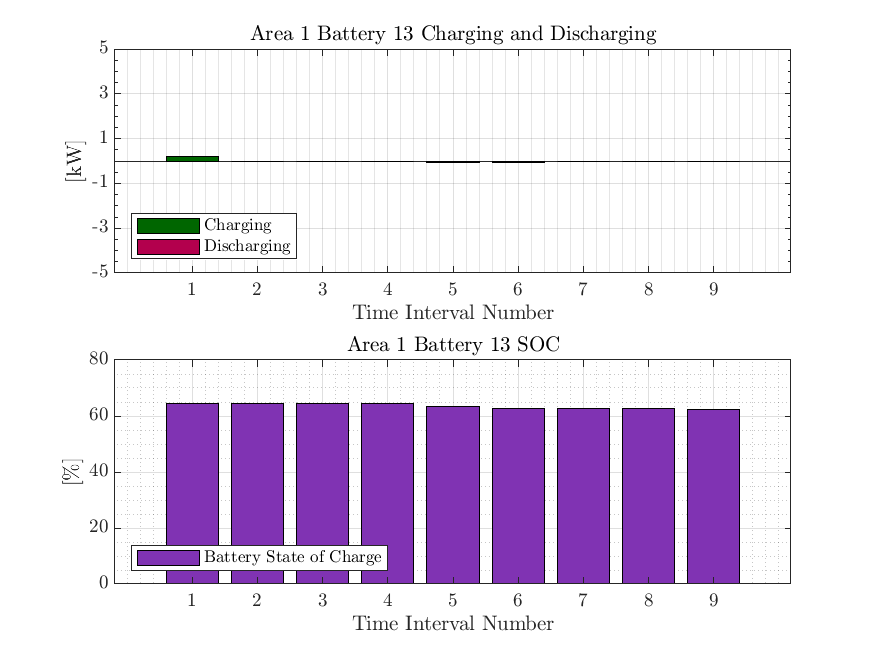 Area 1 Battery 13 Charging and Discharging
5
3
1
-1
-3
-5
[kW]
Charging
Discharging
1 2 3 4 5 6 7 8 9
Time Interval Number
Area 1 Battery 13 SOC
80
60
40
20
0
[%]
Battery State of Charge
1 2 3 4 5 6 7 8 9
Time Interval Number